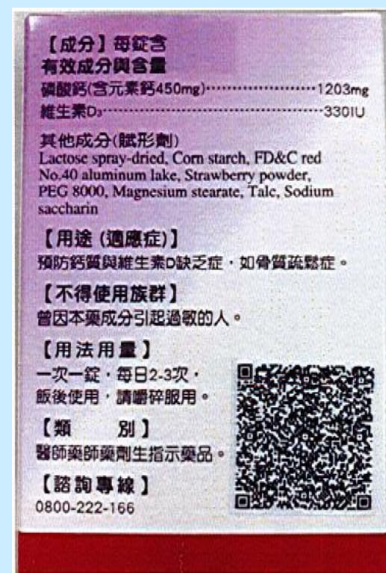 【成分】每錠含
有效成分與含量
磷酸鈣(含元素鈣450mg)⋯⋯⋯⋯⋯⋯⋯1203mg
維生素D₃⋯⋯⋯⋯⋯⋯⋯⋯⋯⋯⋯⋯330IU
其他成分(賦形劑)
Lactose spray-dried, Corn starch, FD&C red
No.40 aluminum lake, Strawberry powder,
PEG 8000, Magnesium stearate, Talc, Sodium
saccharin
【用途(適應症)】
預防鈣質與維生素D缺乏症，如骨質疏鬆症。
【不得使用族群】
曾因本藥成分引起過敏的人。
【用法用量】
一次一錠，每日2-3次，
飯後使用，請嚼碎服用。
【類　　別】
醫師藥師藥劑生指示藥品。
【諮詢專線】
0800-222-166